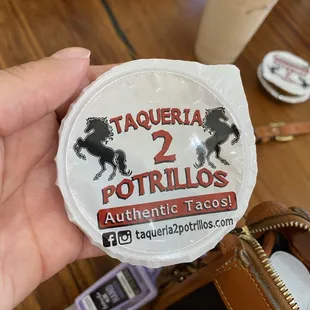 TAQUERIA
2
POTRILLOS
Authentic Tacos!
taqueria2potrillos.com